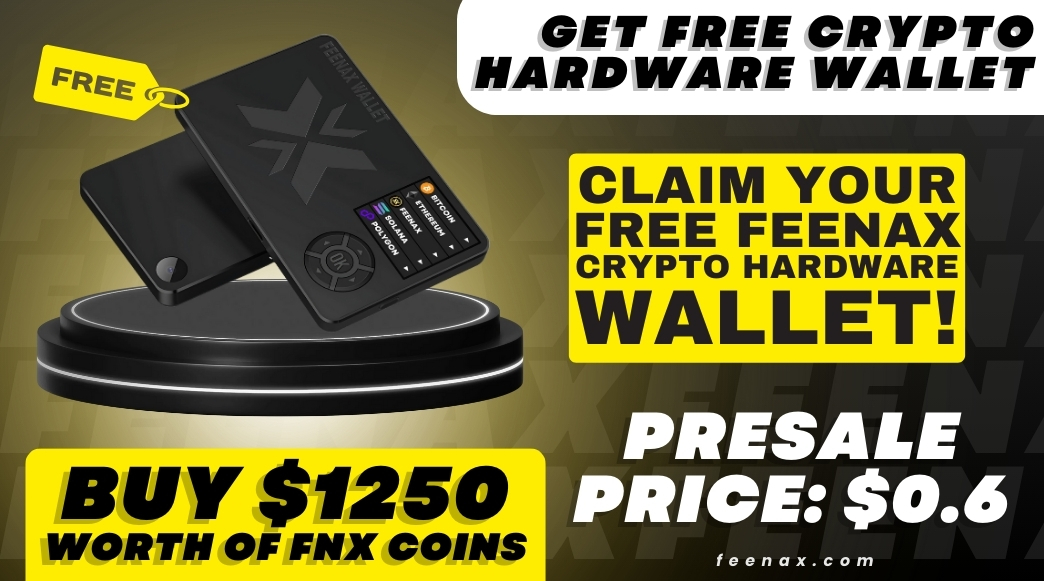 GET FREE CRYPTO
HARDWARE WALLET
FREE
FEENAX WALLET
BITCOIN
ETHEREUM
FEENAX
SOLANA
POLYGON
OK
CLAIM YOUR
FREE FEENAX
CRYPTO HARDWARE
WALLET!
PRESALE
PRICE: $0.6
BUY $1250
WORTH OF FNX COINS
feenax.com